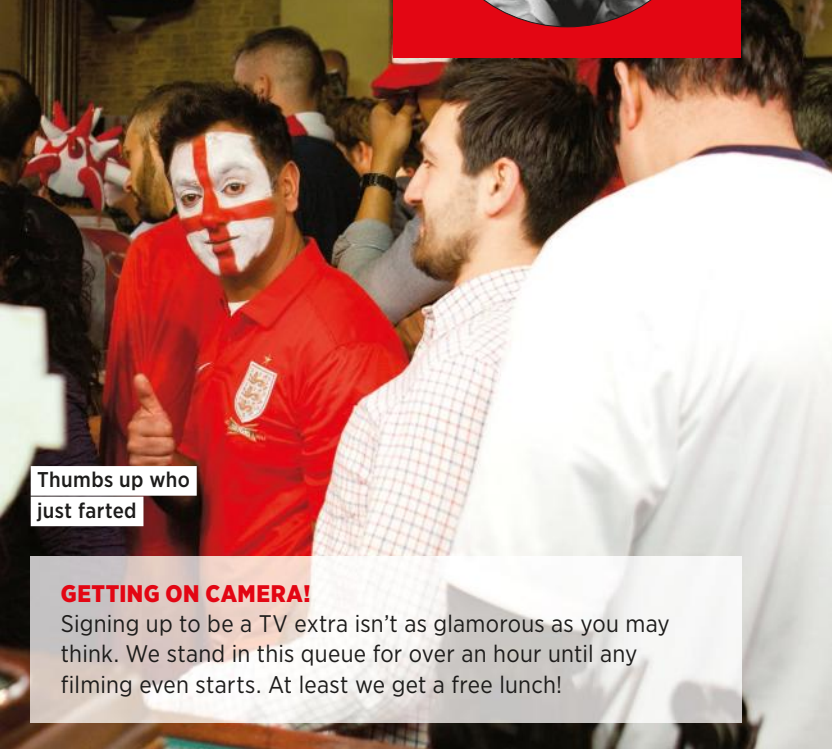 Thumbs up who
just farted
GETTING ON CAMERA!
Signing up to be a TV extra isn't as glamorous as you may
think. We stand in this queue for over an hour until any
filming even starts. At least we get a free lunch!